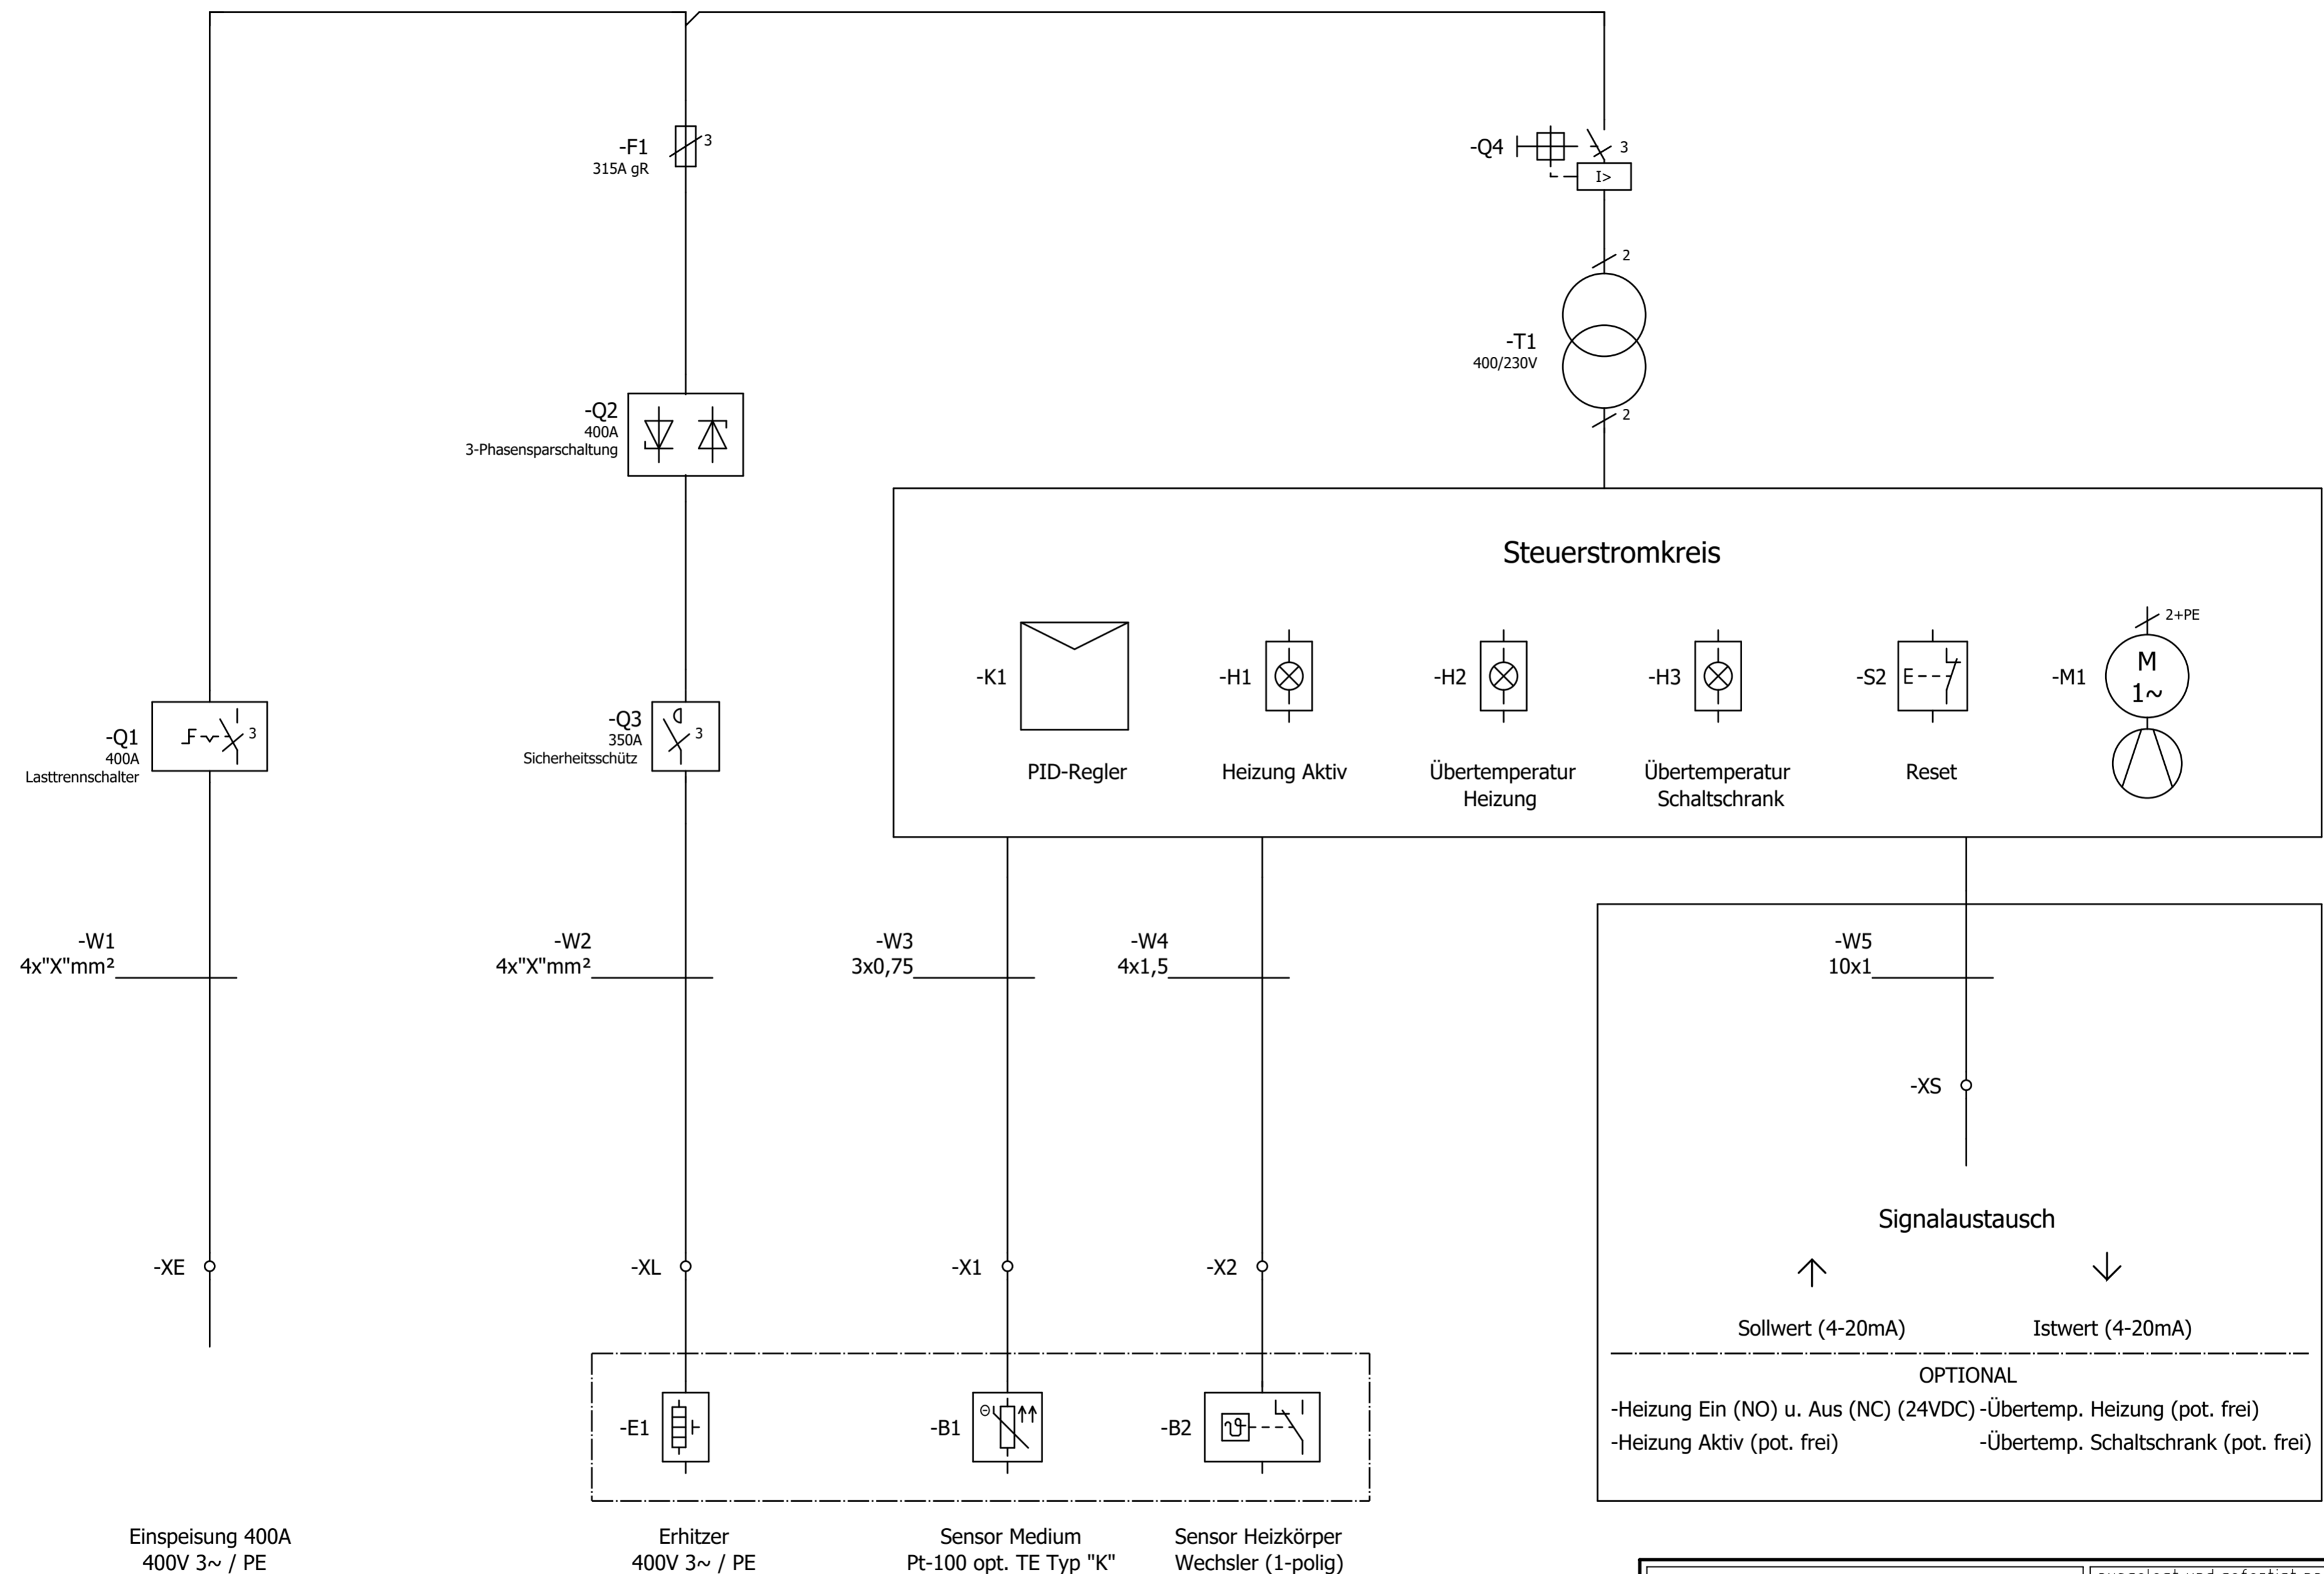 -F1
315A gR
3
-Q4
3
I>
2
-T1
400/230V
2
-Q2
400A
3-Phasensparschaltung
Steuerstromkreis
-K1
-H1
-H2
-H3
-S2
E
-M1
2+PE
M
1~
PID-Regler
Heizung Aktiv
Übertemperatur
Heizung
Übertemperatur
Schaltschrank
Reset
-Q1
400A
Lasttrennschalter
3
-Q3
350A
Sicherheitsschütz
3
-W1
4x"X"mm²
-W2
4x"X"mm²
-W3
3x0,75
-W4
4x1,5
-W5
10x1
-XS
Signalaustausch
-XE
-XL
-X1
-X2
↑
↓
Sollwert (4-20mA)
Istwert (4-20mA)
OPTIONAL
-Heizung Ein (NO) u. Aus (NC) (24VDC)
-Übertemp. Heizung (pot. frei)
-Heizung Aktiv (pot. frei)
-Übertemp. Schaltschrank (pot. frei)
-E1
-B1
-B2
ϑ
Einspeisung 400A
400V 3~ / PE
Erhitzer
400V 3~ / PE
Sensor Medium
Pt-100 opt. TE Typ "K"
Sensor Heizkörper
Wechsler (1-polig)